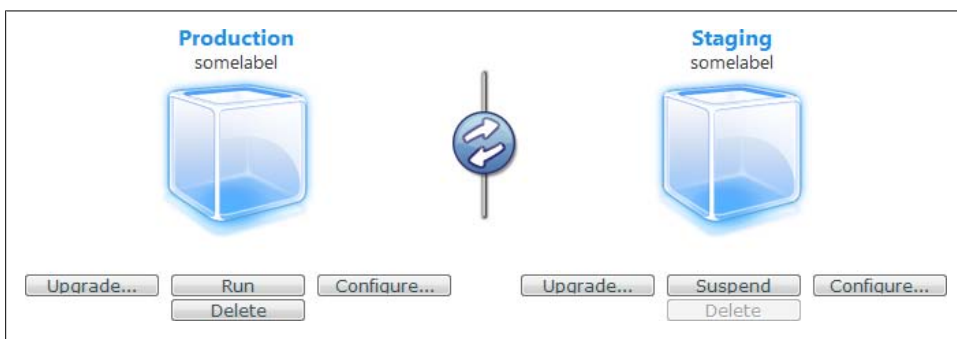 Production
somelabel
Staging
somelabel
Upgrade...
Run
Configure...
Delete
Upgrade...
Suspend
Configure...
Delete